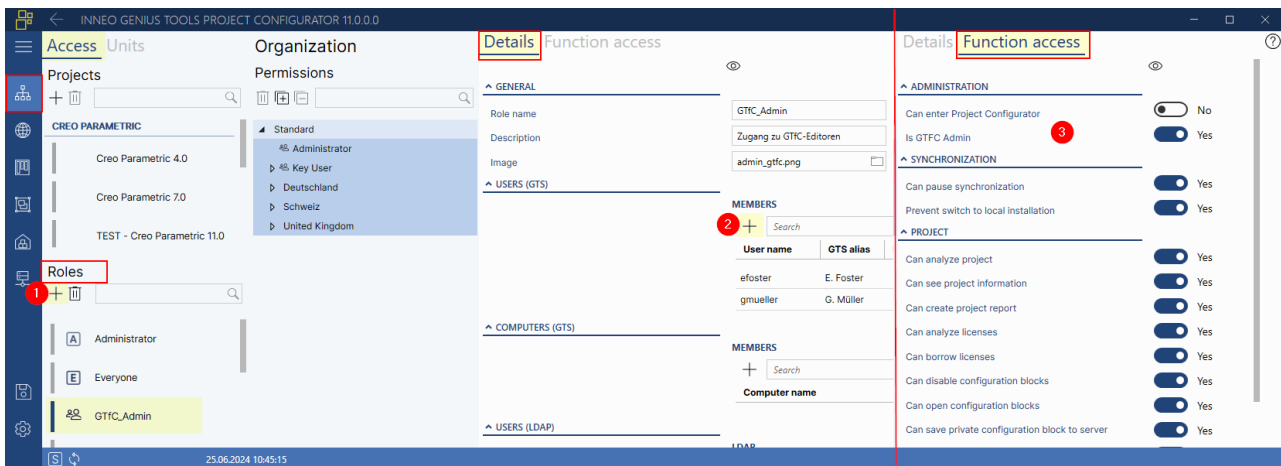 INNEO GENIUS TOOLS PROJECT CONFIGURATOR 11.0.0.0
Access Units
Projects
CREO PARAMETRIC
Creo Parametric 4.0
Creo Parametric 7.0
TEST - Creo Parametric 11.0
Roles
1
A Administrator
E Everyone
GTfC_Admin
Organization
Permissions
Standard
Administrator
Key User
Deutschland
Schweiz
United Kingdom
Details Function access
GENERAL
Role name GTfC_Admin
Description Zugang zu GTfC-Editoren
Image admin_gtfc.png
USERS (GTS)
MEMBERS
2 Search
User name GTS alias
efoster E. Foster
gmueller G. Müller
COMPUTERS (GTS)
MEMBERS
Search
Computer name
USERS (LDAP)
LDAP
Details Function access
?
ADMINISTRATION
Can enter Project Configurator No
Is GTFC Admin 3 Yes
SYNCHRONIZATION
Can pause synchronization Yes
Prevent switch to local installation Yes
PROJECT
Can analyze project Yes
Can see project information Yes
Can create project report Yes
Can analyze licenses Yes
Can borrow licenses Yes
Can disable configuration blocks Yes
Can open configuration blocks Yes
Can save private configuration block to server Yes
S 25.06.2024 10:45:15